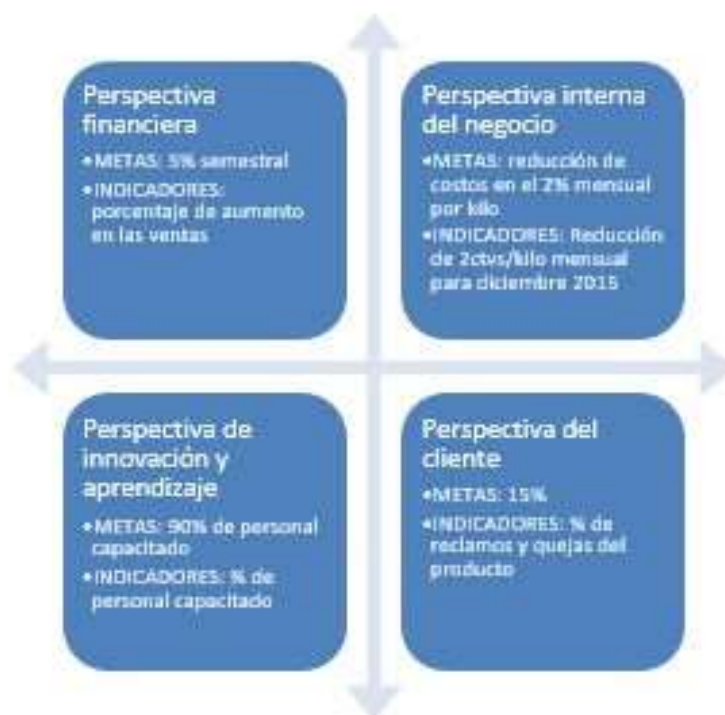 Perspectiva
financiera
•METAS: 5% semestral
•INDICADORES:
porcentaje de aumento
en las ventas
Perspectiva interna
del negocio
•METAS: reducción de
costos en el 2% mensual
por kilo
•INDICADORES: Reducción
de 2ctvs/kilo mensual
para diciembre 2015
Perspectiva de
innovación y
aprendizaje
•METAS: 90% de personal
capacitado
•INDICADORES: % de
personal capacitado
Perspectiva del
cliente
•METAS: 15%
•INDICADORES: % de
reclamos y quejas del
producto